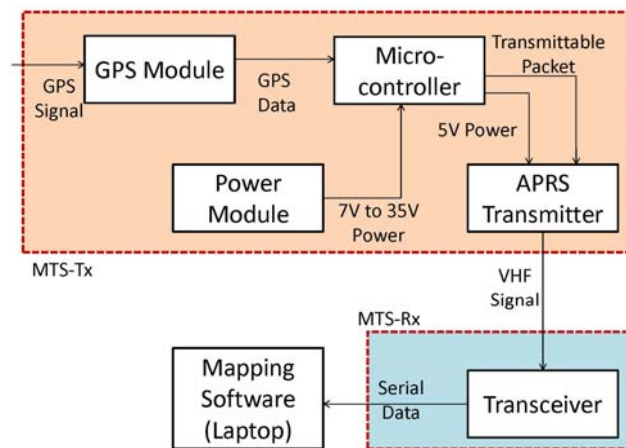 GPS Module
GPS
Signal
GPS
Data
Micro-
controller
Transmittable
Packet
5V Power
Power
Module
7V to 35V
Power
APRS
Transmitter
MTS-Tx
VHF
Signal
MTS-Rx
Mapping
Software
(Laptop)
Serial
Data
Transceiver